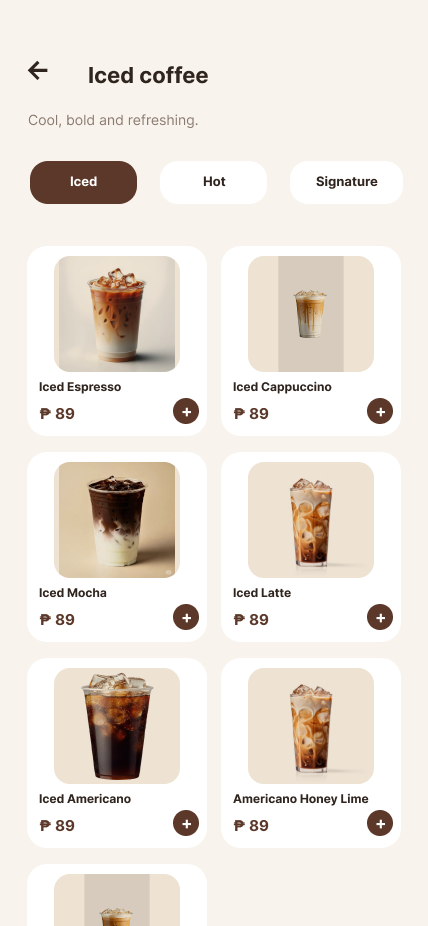 Iced coffee
Cool, bold and refreshing.
Iced
Hot
Signature
Iced Espresso
₱ 89
+
Iced Cappuccino
₱ 89
+
Iced Mocha
₱ 89
+
Iced Latte
₱ 89
+
Iced Americano
₱ 89
+
Americano Honey Lime
₱ 89
+